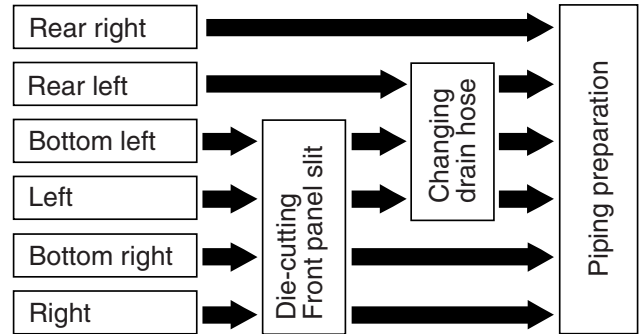 Rear right
Rear left
Bottom left
Left
Bottom right
Right
Die-cutting
Front panel slit
Changing
drain hose
Piping preparation